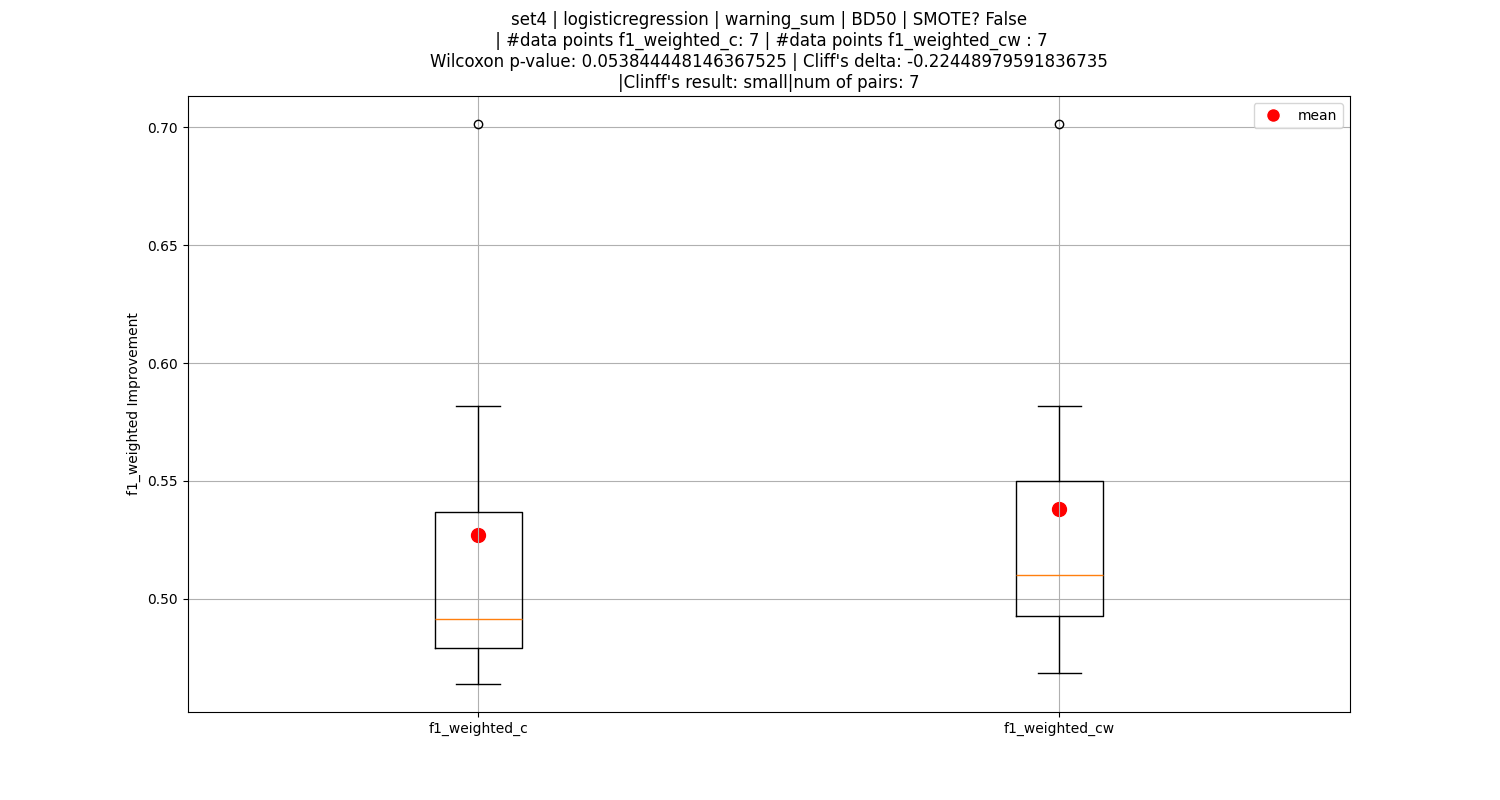 set4 | logisticregression | warning_sum | BD50 | SMOTE? False
| #data points f1_weighted_c: 7 | #data points f1_weighted_cw : 7
Wilcoxon p-value: 0.053844448146367525 | Cliff's delta: -0.22448979591836735
|Clinff's result: small|num of pairs: 7
mean
f1_weighted Improvement
0.70
0.65
0.60
0.55
0.50
f1_weighted_c
f1_weighted_cw